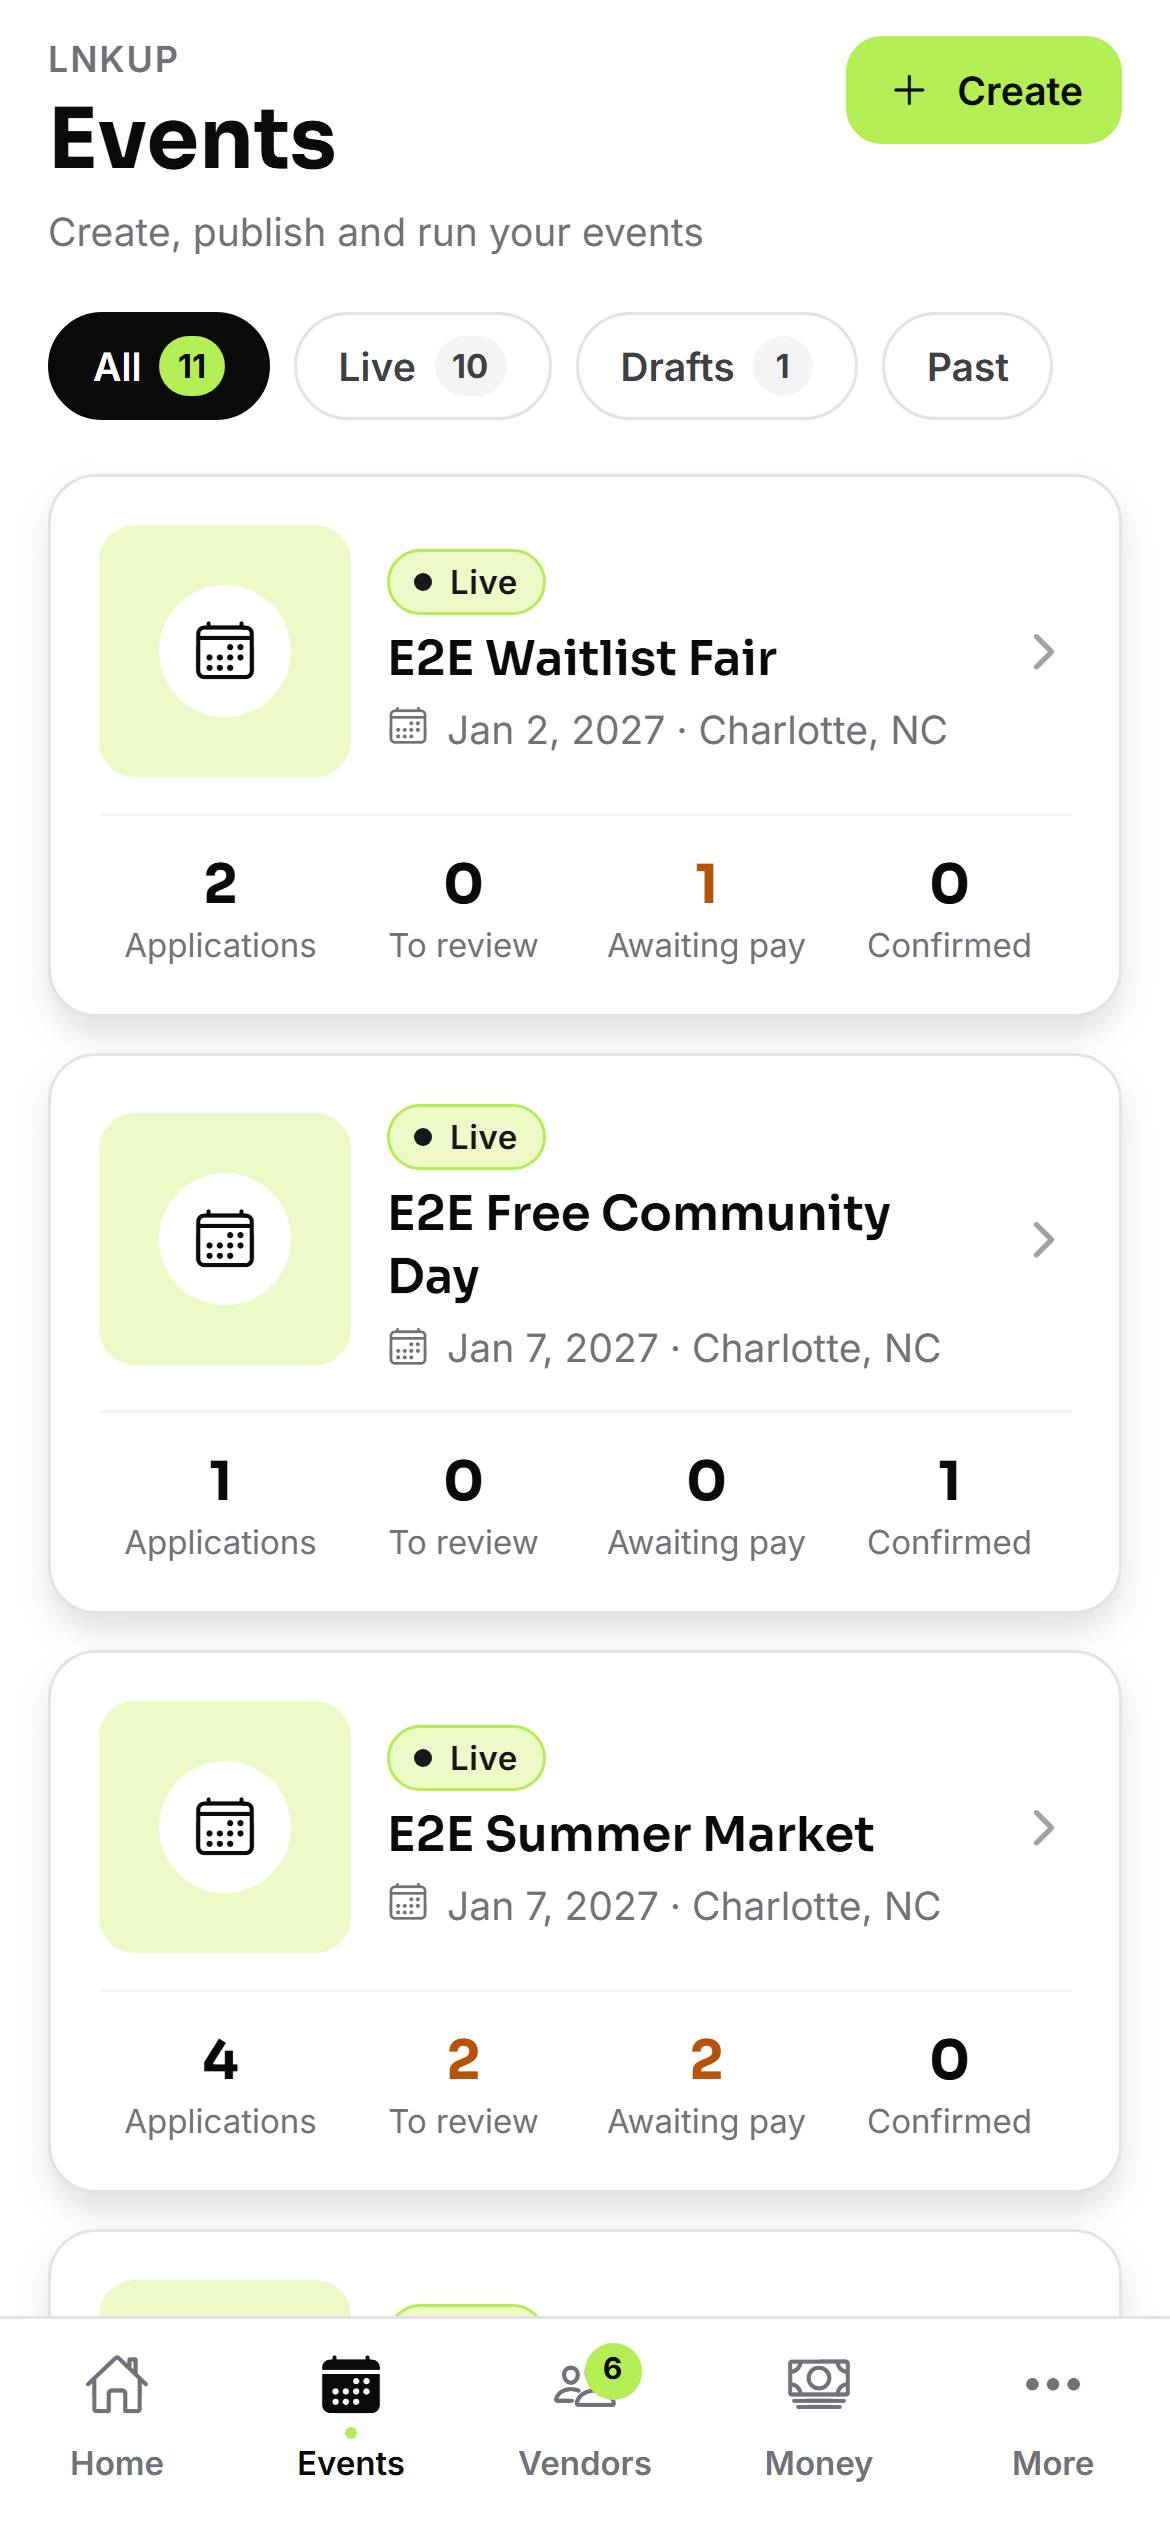 LNKUP
Events
+ Create
Create, publish and run your events
All 11 Live 10 Drafts 1 Past
Live
E2E Waitlist Fair
Jan 2, 2027 · Charlotte, NC
2 0 1 0
Applications To review Awaiting pay Confirmed
Live
E2E Free Community
Day
Jan 7, 2027 · Charlotte, NC
1 0 0 1
Applications To review Awaiting pay Confirmed
Live
E2E Summer Market
Jan 7, 2027 · Charlotte, NC
4 2 2 0
Applications To review Awaiting pay Confirmed
6
Home Events Vendors Money More